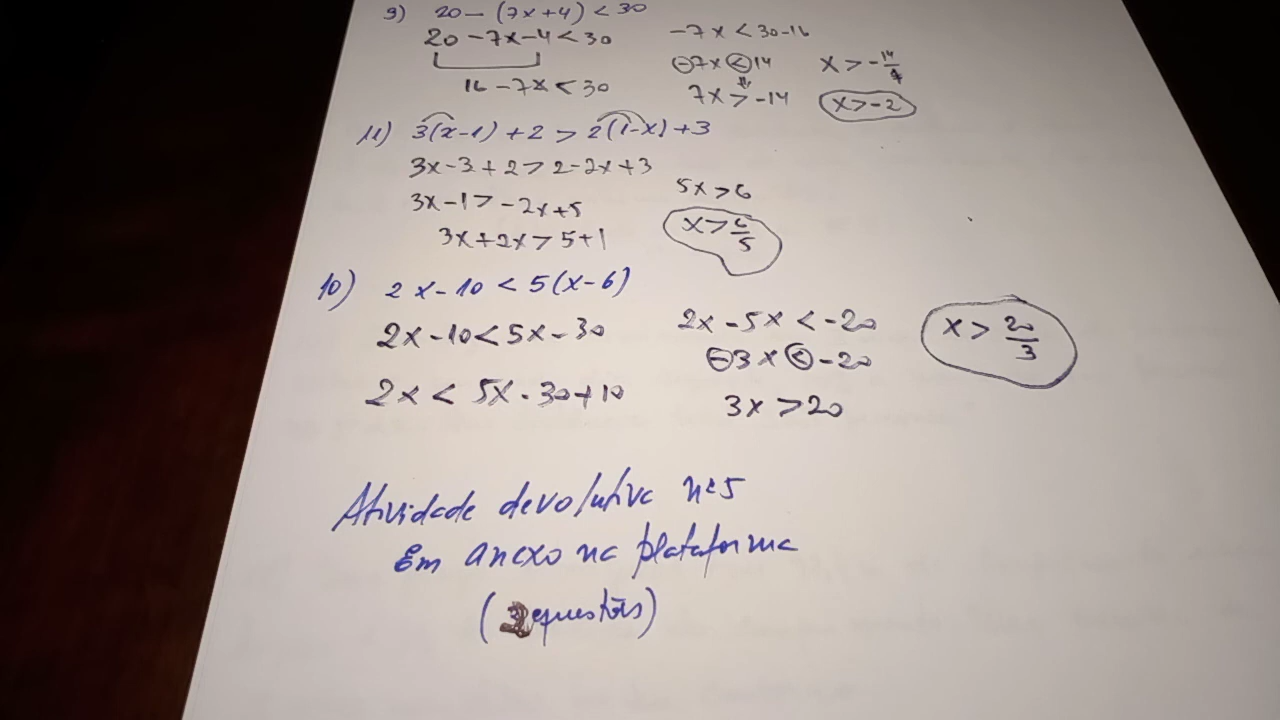 9) 20 - (7x+4) < 30
20 - 7x - 4 < 30
16 - 7x < 30
-7x < 30-16
-7x < 14
7x > -14
x > -14/7
x > -2
11) 3(x-1) + 2 > 2(1-x) + 3
3x - 3 + 2 > 2 - 2x + 3
3x - 1 > -2x + 5
3x + 2x > 5 + 1
5x > 6
x > 6/5
10) 2x - 10 < 5(x-6)
2x - 10 < 5x - 30
2x < 5x - 30 + 10
2x - 5x < -20
-3x < -20
3x > 20
x > 20/3
Atividade devolutiva nº 5
Em anexo na plataforma
( questões)